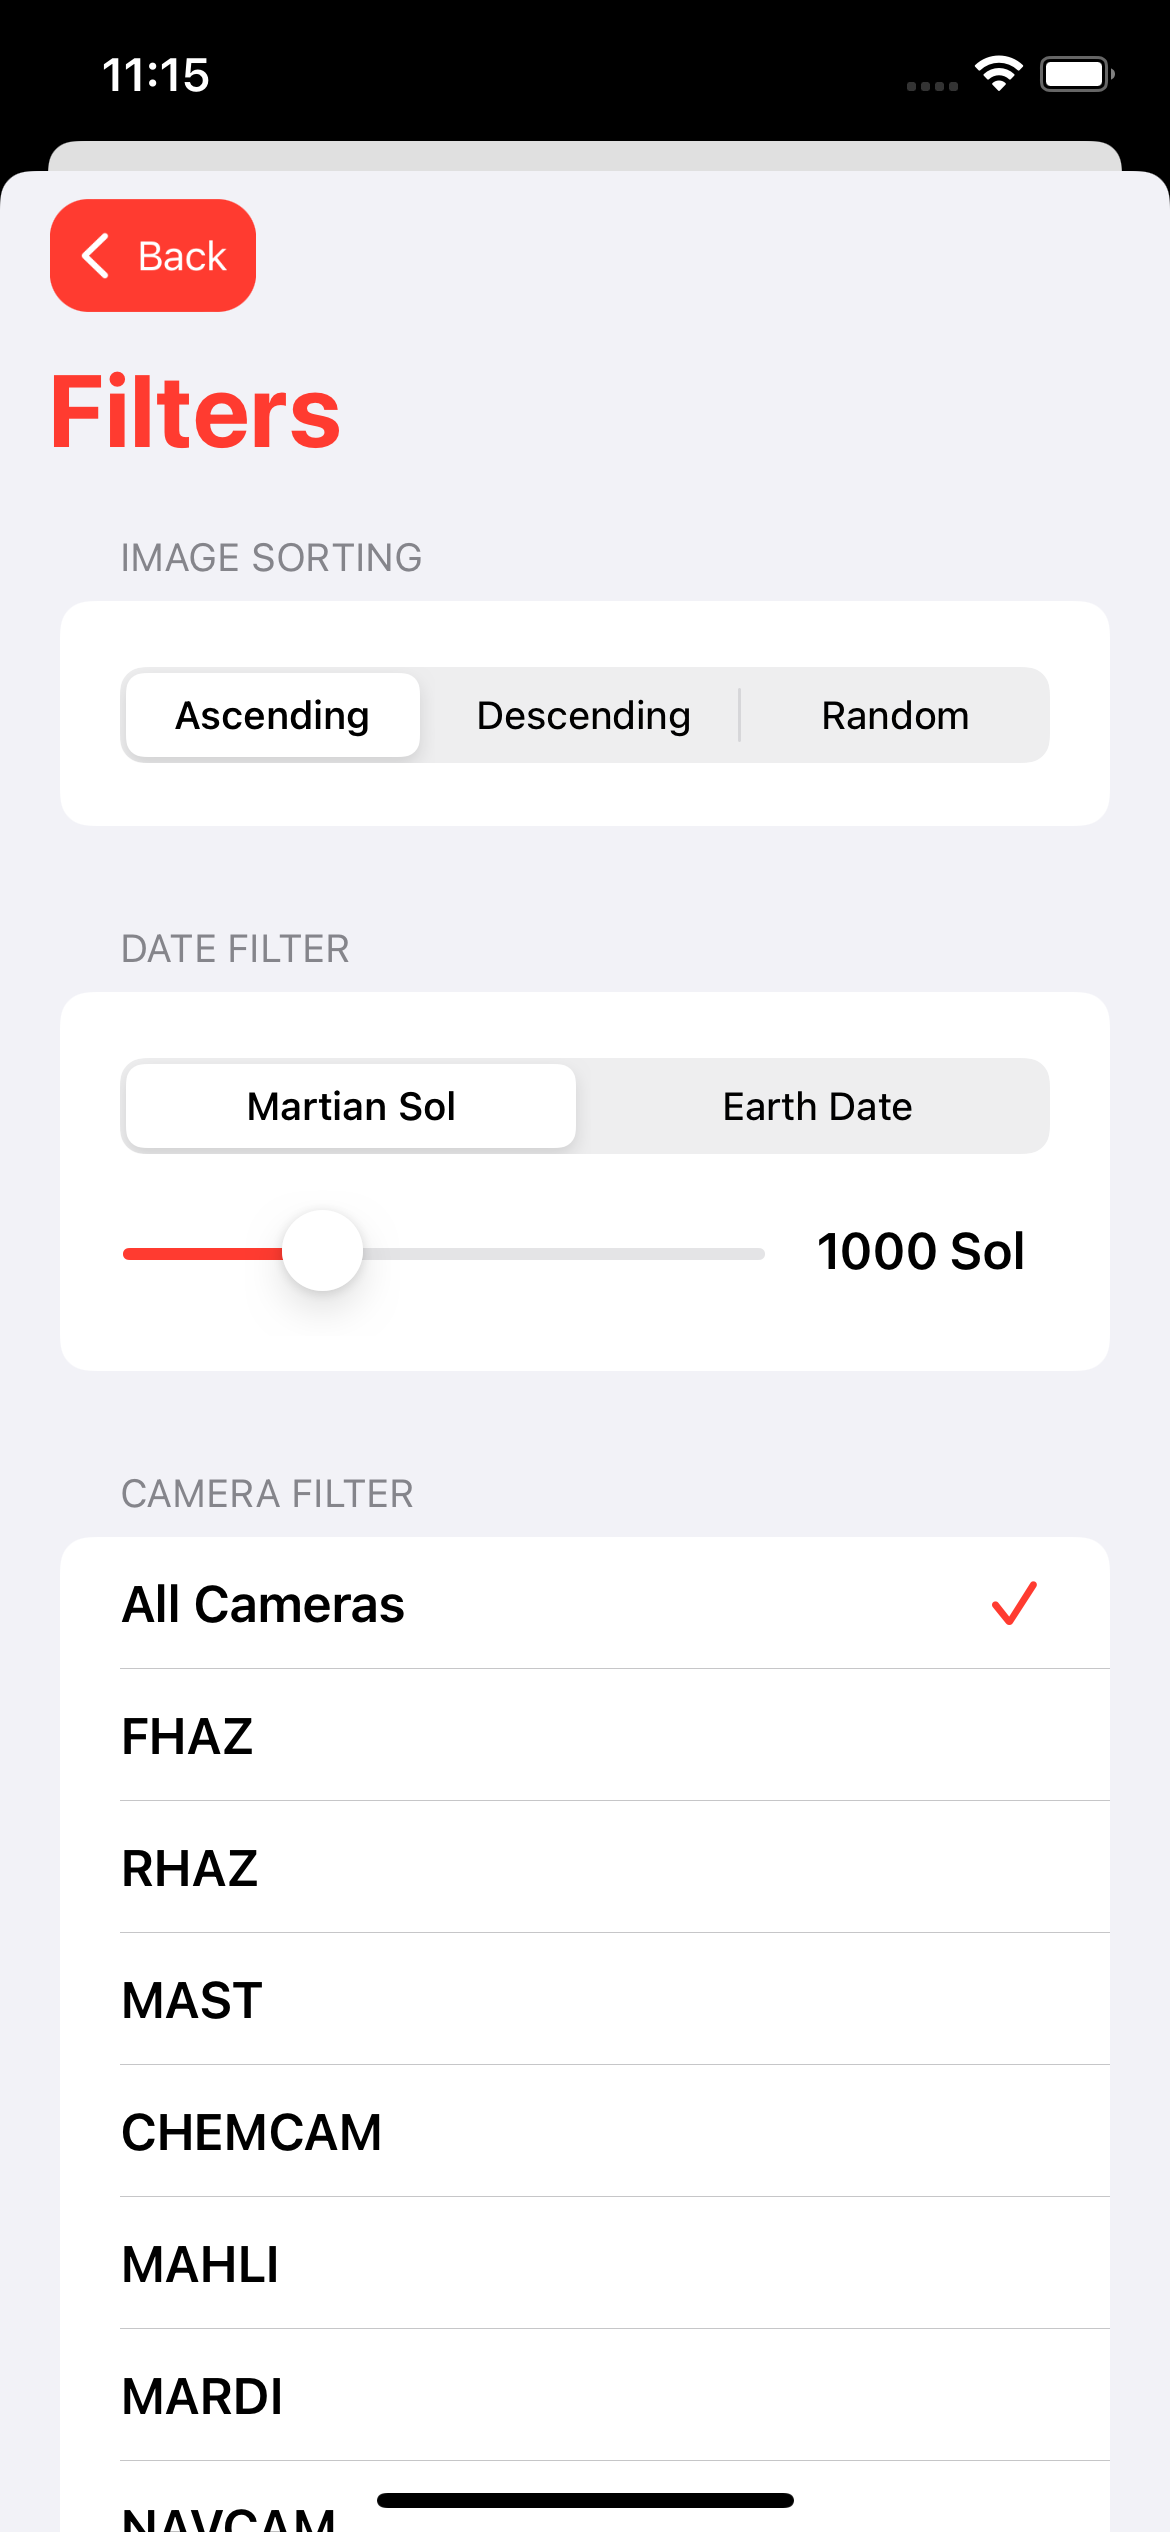 11:15
Back
Filters
IMAGE SORTING
Ascending Descending Random
DATE FILTER
Martian Sol Earth Date
1000 Sol
CAMERA FILTER
All Cameras
FHAZ
RHAZ
MAST
CHEMCAM
MAHLI
MARDI
NAVCAM